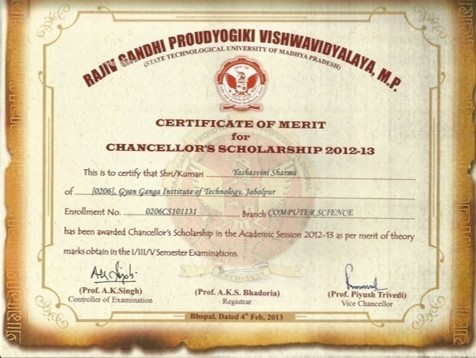 RAJIV GANDHI PROUDYOGIKI VISHWAVIDYALAYA, M.P.
(STATE TECHNOLOGICAL UNIVERSITY OF MADHYA PRADESH)
CERTIFICATE OF MERIT
for
CHANCELLOR'S SCHOLARSHIP 2012-13
This is to certify that Shri/Kumari Yashasvini Sharma
of [0206], Gyan Ganga Institute of Technology, Jabalpur
Enrollment No. 0206CS101131 Branch COMPUTER SCIENCE
has been awarded Chancellor's Scholarship in the Academic Session 2012-13 as per merit of theory
marks obtain in the I/III/V Semester Examinations.
(Prof. A.K.Singh) (Prof. A.K.S. Bhadoria) (Prof. Piyush Trivedi)
Controller of Examination Registrar Vice Chancellor
Bhopal, Dated 4th Feb, 2013